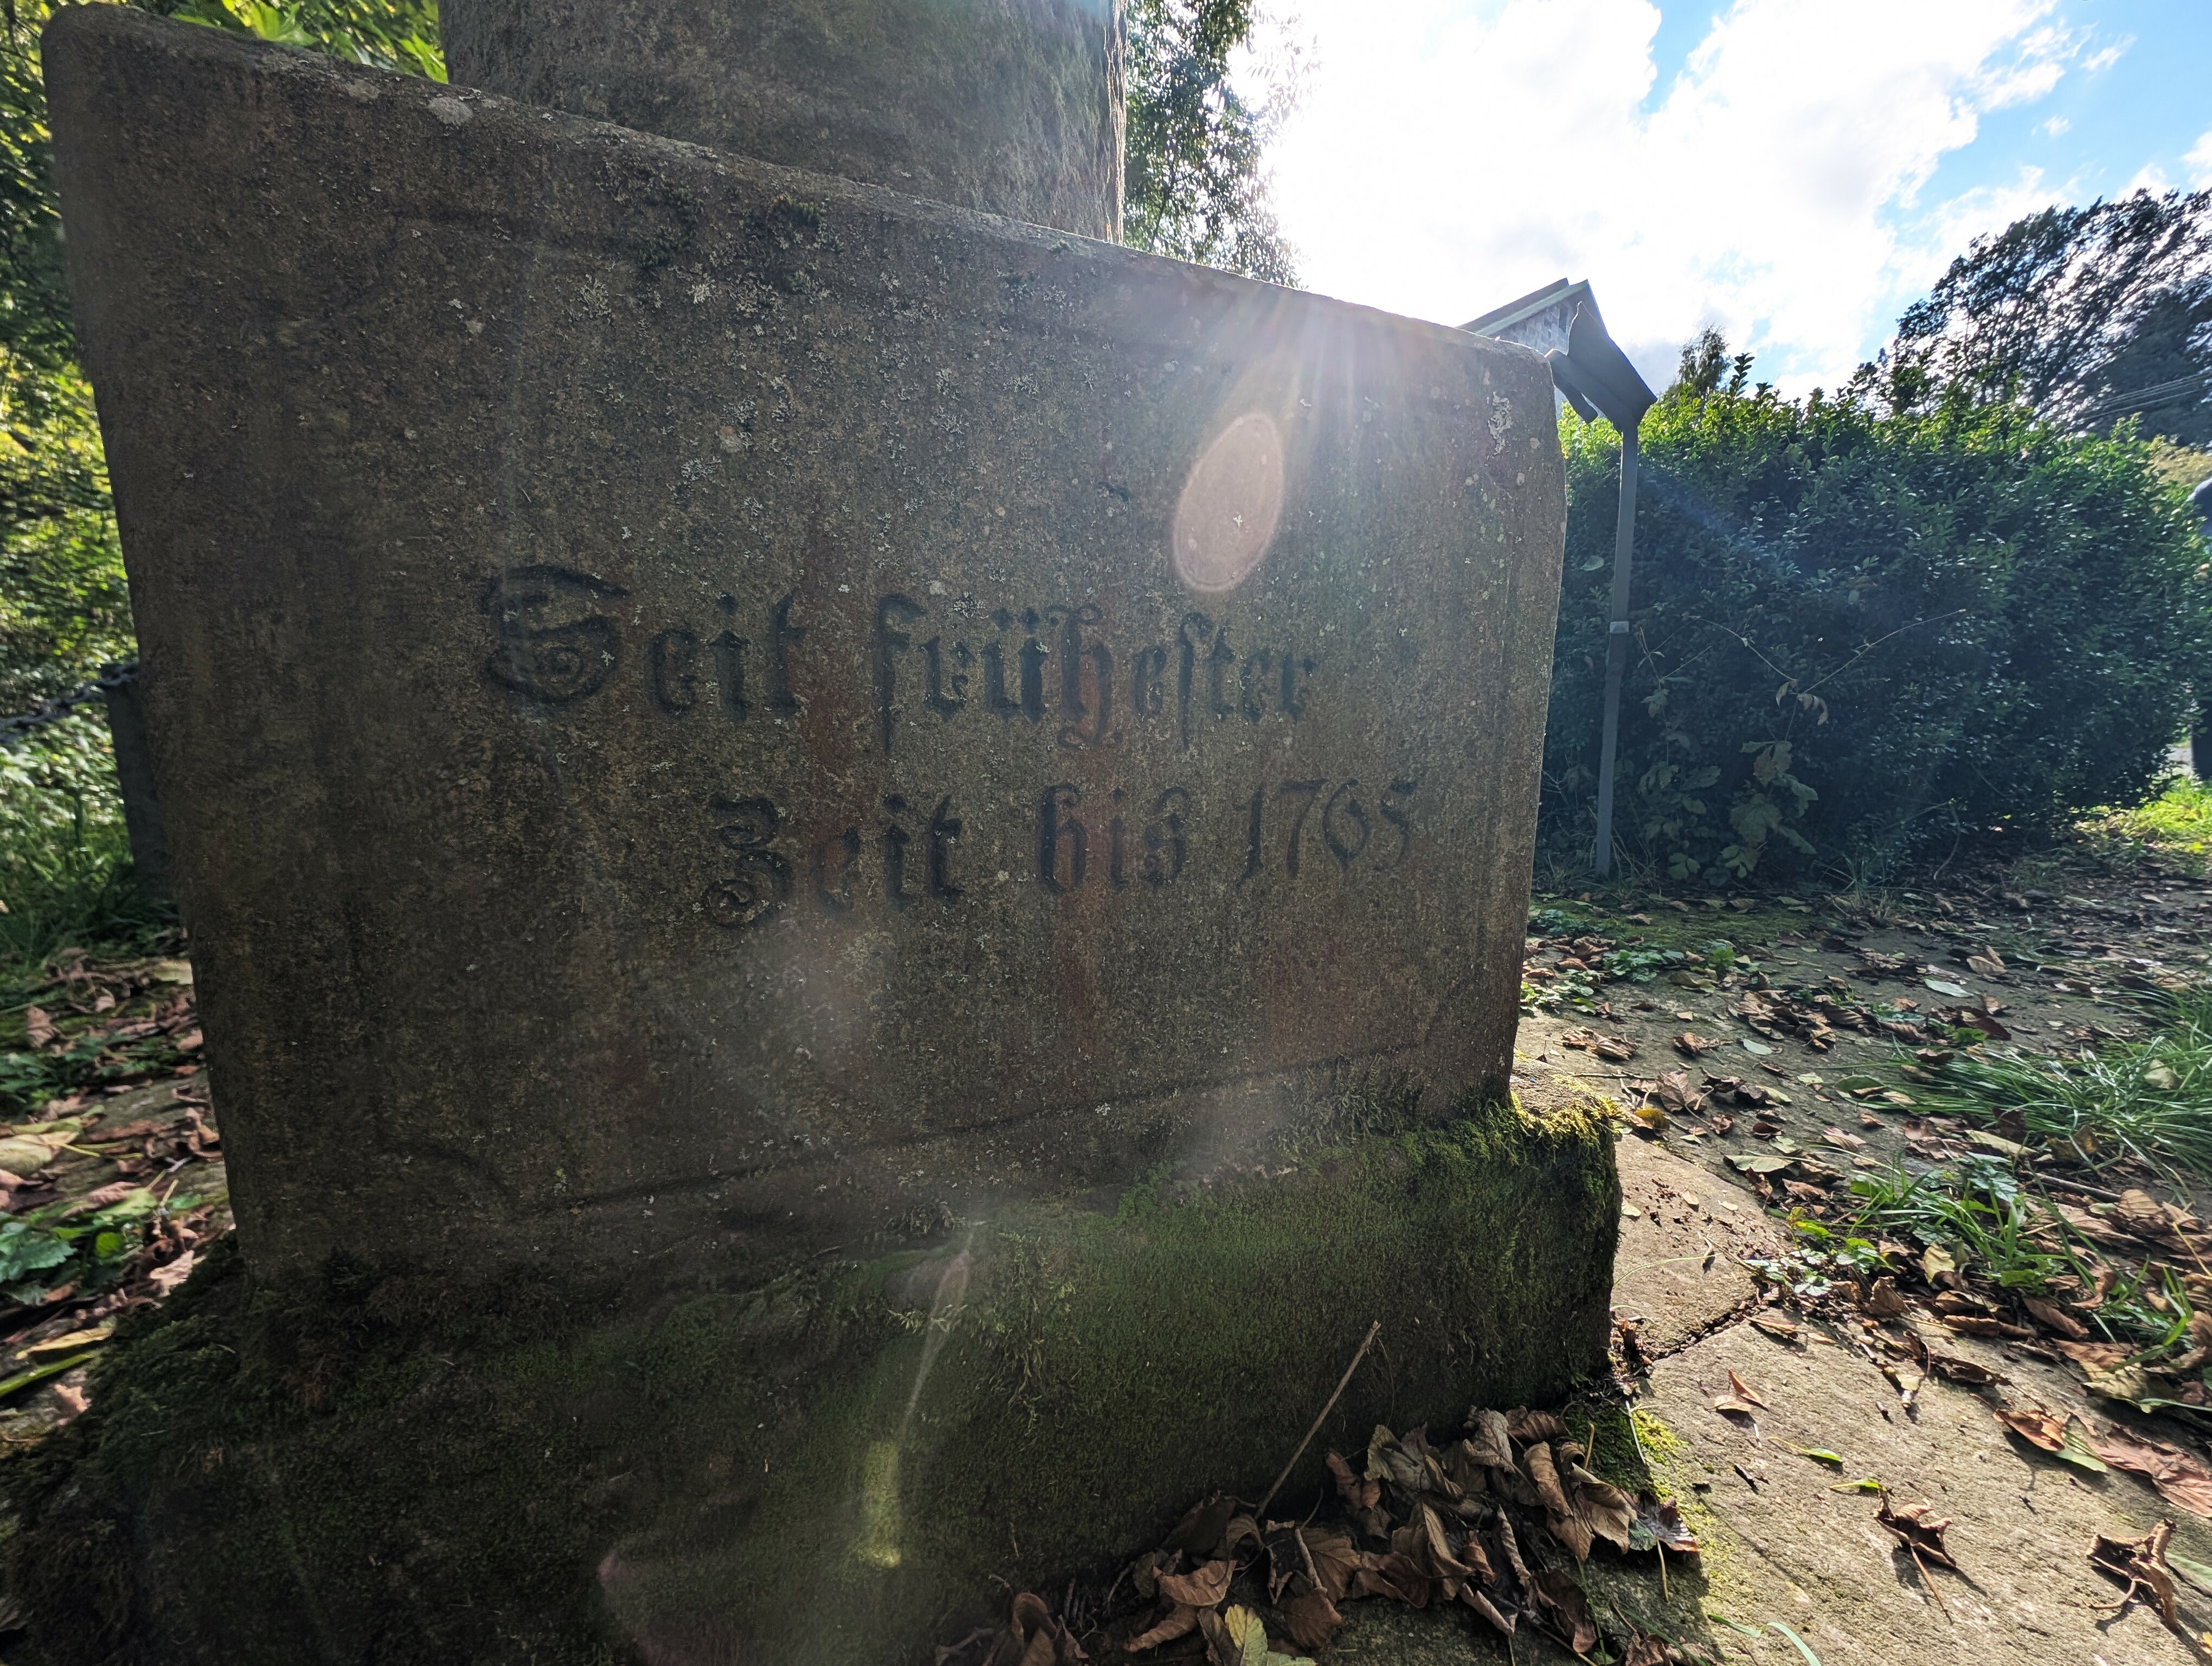 Seit früheſter
Zeit bis 1765